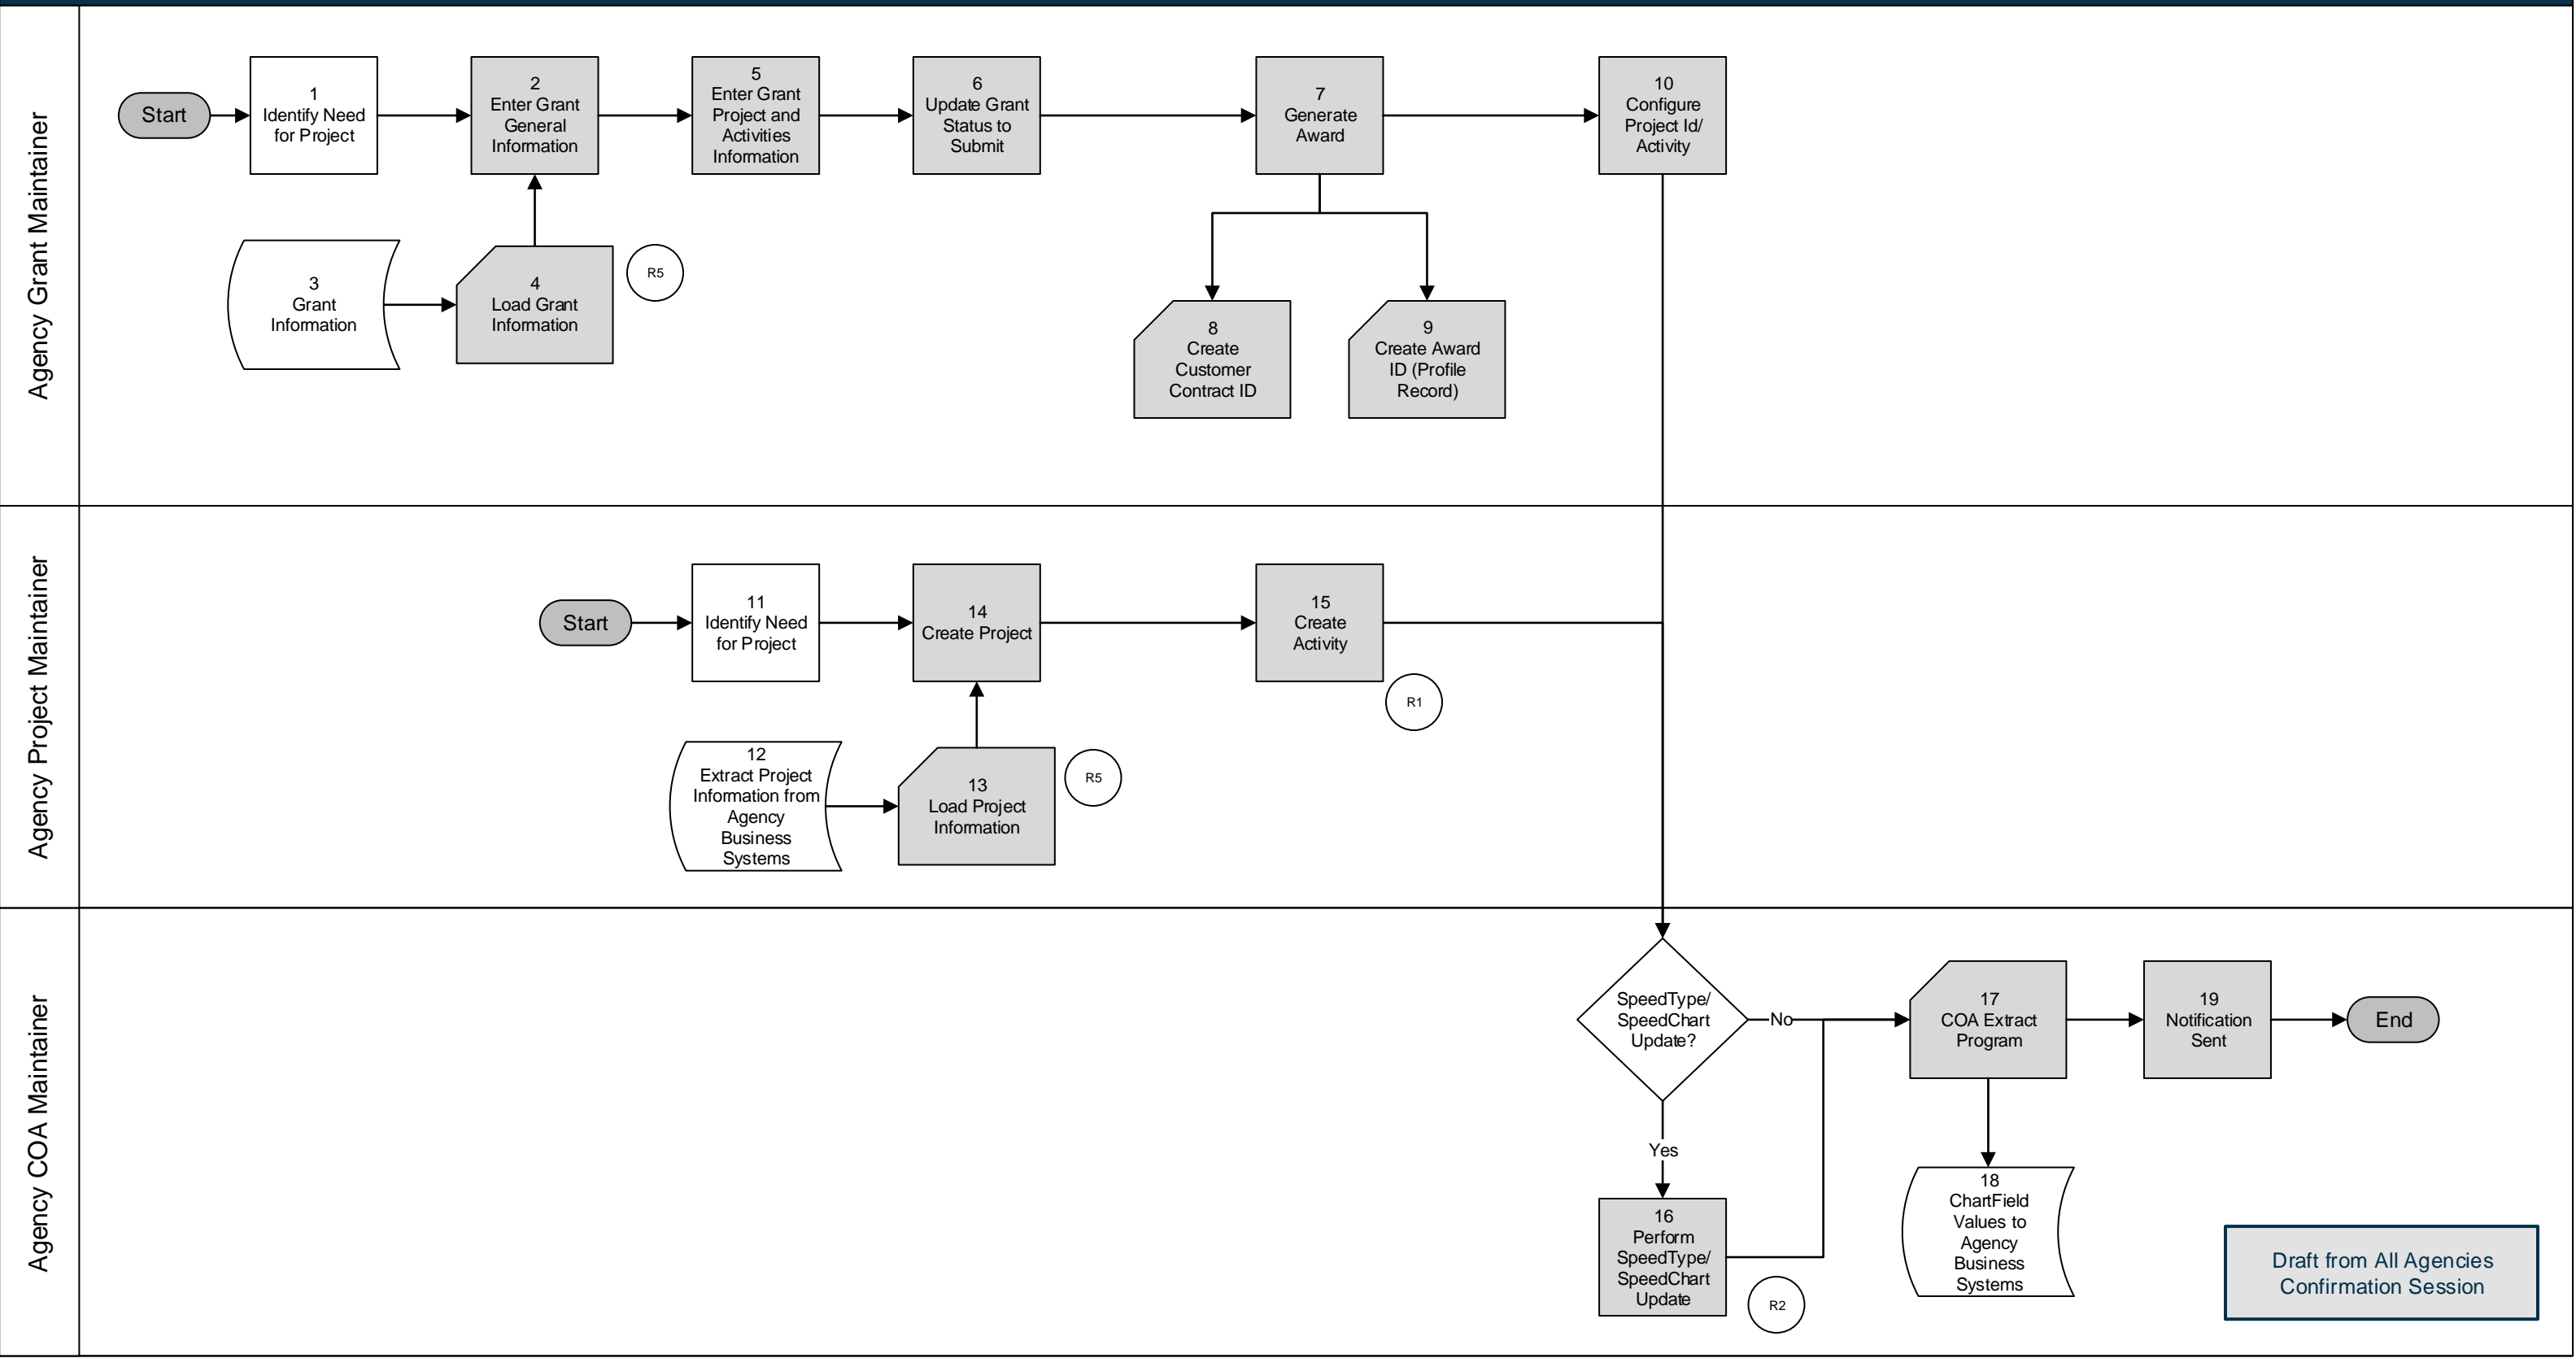 Agency Grant Maintainer
Start
1
Identify Need
for Project
2
Enter Grant
General
Information
5
Enter Grant
Project and
Activities
Information
6
Update Grant
Status to
Submit
7
Generate
Award
10
Configure
Project Id/
Activity
3
Grant
Information
4
Load Grant
Information
R5
8
Create
Customer
Contract ID
9
Create Award
ID (Profile
Record)
Agency Project Maintainer
Start
11
Identify Need
for Project
14
Create Project
15
Create
Activity
R1
12
Extract Project
Information from
Agency
Business
Systems
13
Load Project
Information
R5
Agency COA Maintainer
SpeedType/
SpeedChart
Update?
No
17
COA Extract
Program
19
Notification
Sent
End
Yes
16
Perform
SpeedType/
SpeedChart
Update
R2
18
ChartField
Values to
Agency
Business
Systems
Draft from All Agencies
Confirmation Session